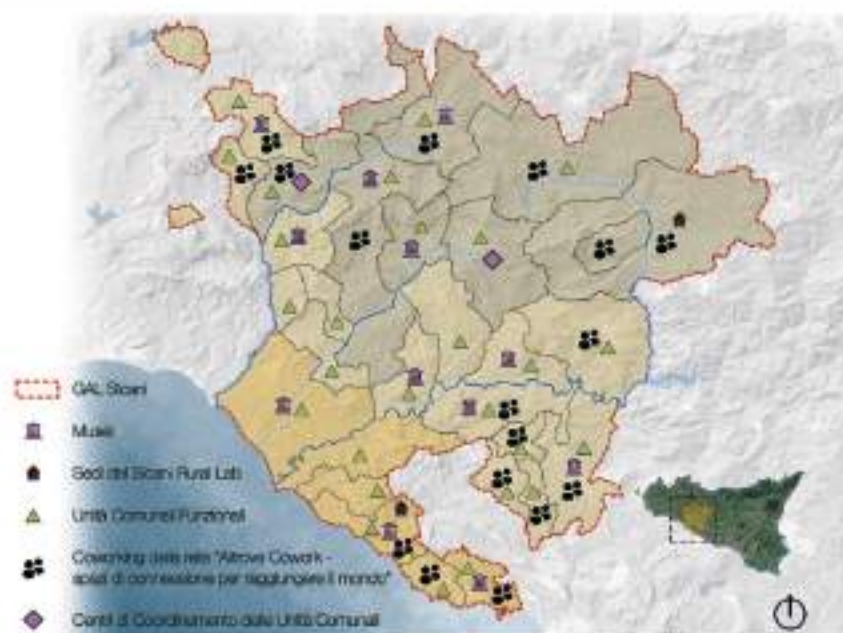 GAL Sicani
Musei
Sedi del Sicani Rural Lab
Unità Comunali Funzionali
Coworking della rete "Altrove Cowork -
spazi di connessione per raggiungere il mondo"
Centri di Coordinamento delle Unità Comunali